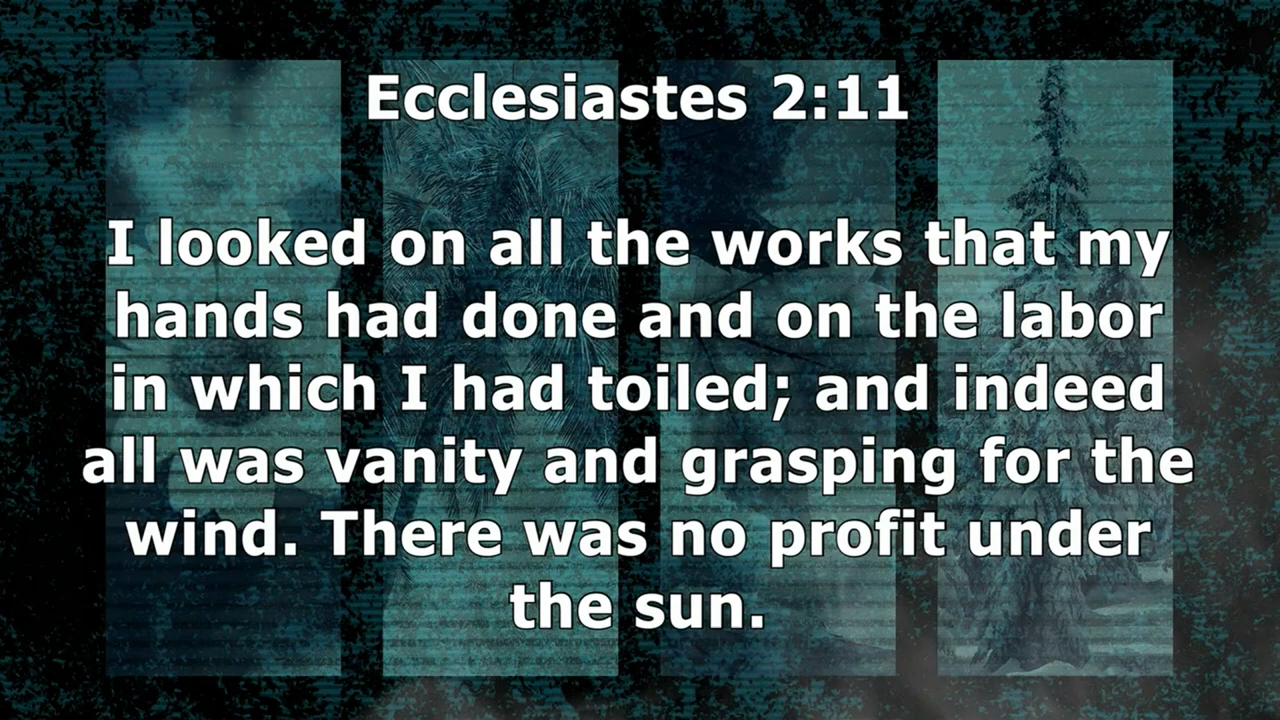 Ecclesiastes 2:11
I looked on all the works that my
hands had done and on the labor
in which I had toiled; and indeed
all was vanity and grasping for the
wind. There was no profit under
the sun.